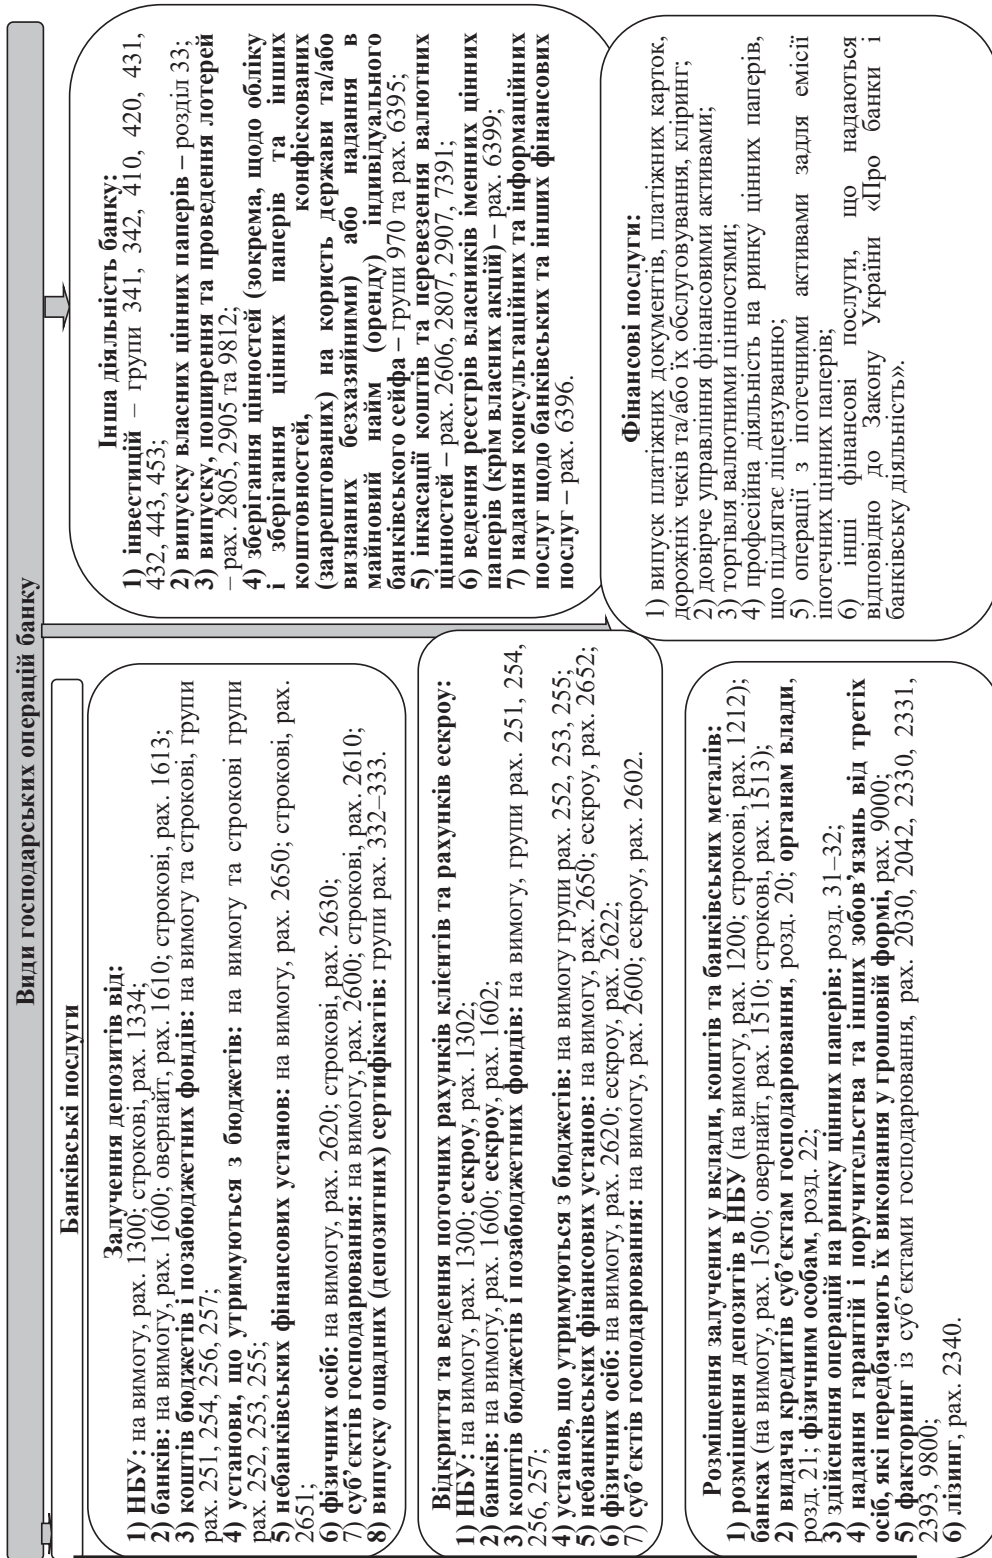 Види господарських операцій банку
Банківські послуги
Залучення депозитів від:
1) НБУ: на вимогу, рах. 1300; строкові, рах. 1334;
2) банків: на вимогу, рах. 1600; овернайт, рах. 1610; строкові, рах. 1613;
3) коштів бюджетів і позабюджетних фондів: на вимогу та строкові, групи
рах. 251, 254, 256, 257;
4) установи, що утримуються з бюджетів: на вимогу та строкові групи
рах. 252, 253, 255;
5) небанківських фінансових установ: на вимогу, рах. 2650; строкові, рах.
2651;
6) фізичних осіб: на вимогу, рах. 2620; строкові, рах. 2630;
7) суб’єктів господарювання: на вимогу, рах. 2600; строкові, рах. 2610;
8) випуску ощадних (депозитних) сертифікатів: групи рах. 332–333.
Відкриття та ведення поточних рахунків клієнтів та рахунків ескроу:
1) НБУ: на вимогу, рах. 1300; ескроу, рах. 1302;
2) банків: на вимогу, рах. 1600; ескроу, рах. 1602;
3) коштів бюджетів і позабюджетних фондів: на вимогу, групи рах. 251, 254,
256, 257;
4) установ, що утримуються з бюджетів: на вимогу групи рах. 252, 253, 255;
5) небанківських фінансових установ: на вимогу, рах. 2650; ескроу, рах. 2652;
6) фізичних осіб: на вимогу, рах. 2620; ескроу, рах. 2622;
7) суб’єктів господарювання: на вимогу, рах. 2600; ескроу, рах. 2602.
Розміщення залучених у вклади, коштів та банківських металів:
1) розміщення депозитів в НБУ (на вимогу, рах. 1200; строкові, рах. 1212);
банках (на вимогу, рах. 1500; овернайт, рах. 1510; строкові, рах. 1513);
2) видача кредитів суб’єктам господарювання, розд. 20; органам влади,
розд. 21; фізичним особам, розд. 22;
3) здійснення операцій на ринку цінних паперів: розд. 31–32;
4) надання гарантій і поручительства та інших зобов’язань від третіх
осіб, які передбачають їх виконання у грошовій формі, рах. 9000;
5) факторинг із суб’єктами господарювання, рах. 2030, 2042, 2330, 2331,
2393, 9800;
6) лізинг, рах. 2340.
Інша діяльність банку:
1) інвестицій – групи 341, 342, 410, 420, 431,
432, 443, 453;
2) випуску власних цінних паперів – розділ 33;
3) випуску, поширення та проведення лотерей
– рах. 2805, 2905 та 9812;
4) зберігання цінностей (зокрема, щодо обліку
і зберігання цінних паперів та інших
коштовностей, конфіскованих
(заарештованих) на користь держави та/або
визнаних безхазяйними) або надання в
майновий найм (оренду) індивідуального
банківського сейфа – групи 970 та рах. 6395;
5) інкасації коштів та перевезення валютних
цінностей – рах. 2606, 2807, 2907, 7391;
6) ведення реєстрів власників іменних цінних
паперів (крім власних акцій) – рах. 6399;
7) надання консультаційних та інформаційних
послуг щодо банківських та інших фінансових
послуг – рах. 6396.
Фінансові послуги:
1) випуск платіжних документів, платіжних карток,
дорожніх чеків та/або їх обслуговування, кліринг;
2) довірче управління фінансовими активами;
3) торгівля валютними цінностями;
4) професійна діяльність на ринку цінних паперів,
що підлягає ліцензуванню;
5) операції з іпотечними активами задля емісії
іпотечних цінних паперів;
6) інші фінансові послуги, що надаються
відповідно до Закону України «Про банки і
банківську діяльність».